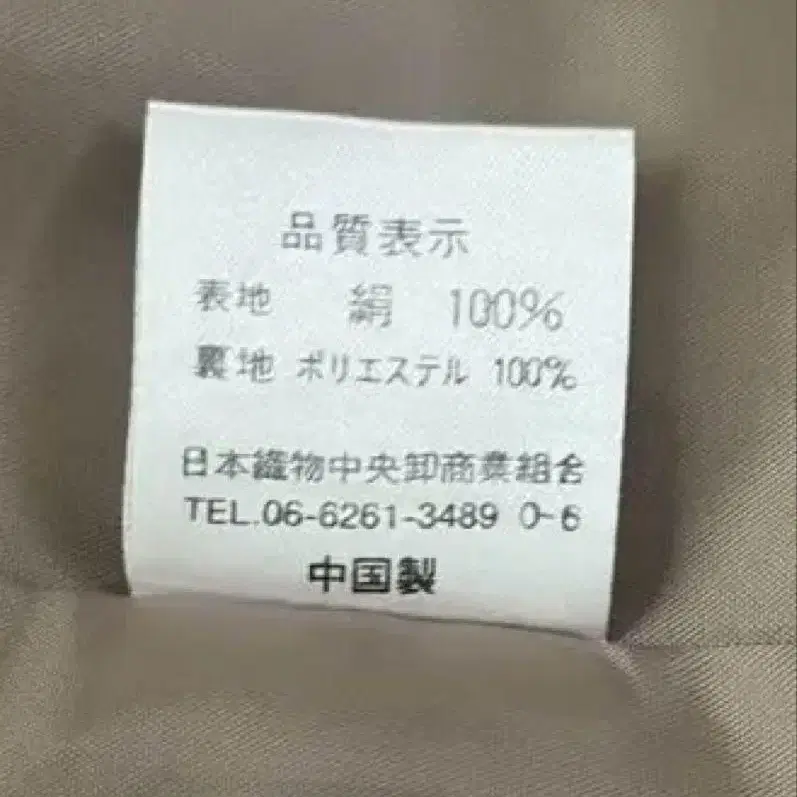 品質表示
表地 絹 100%
裏地 ポリエステル 100%
日本織物中央卸商業組合
TEL.06-6261-3489 0-6
中国製